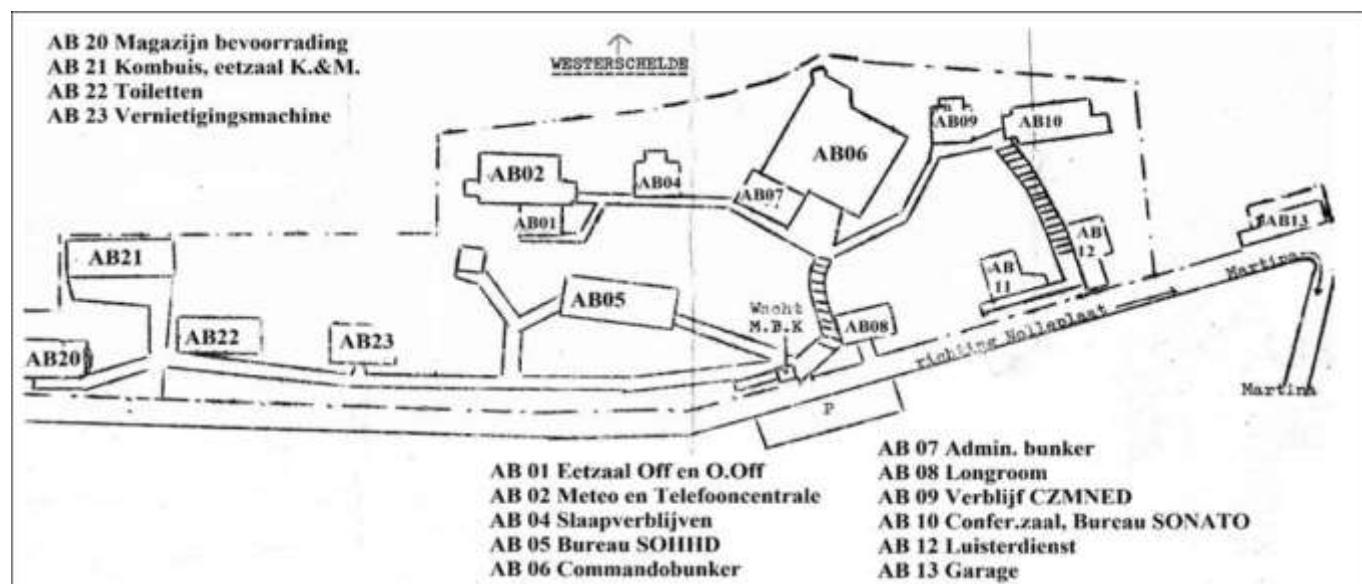 AB 20 Magazijn bevoorrading
AB 21 Kombuis, eetzaal K.&M.
AB 22 Toiletten
AB 23 Vernietigingsmachine
WESTERSCHELDE
AB02
AB04
AB01
AB07
AB06
AB09
AB10
AB13
AB 12
AB 11
AB21
AB05
AB22
AB23
AB20
Wacht
M.B.K
AB08
richting Nolleplaat
Martina
Martina
P
AB 01 Eetzaal Off en O.Off
AB 02 Meteo en Telefooncentrale
AB 04 Slaapverblijven
AB 05 Bureau SOHHD
AB 06 Commandobunker
AB 07 Admin. bunker
AB 08 Longroom
AB 09 Verblijf CZMNED
AB 10 Confer.zaal, Bureau SONATO
AB 12 Luisterdienst
AB 13 Garage